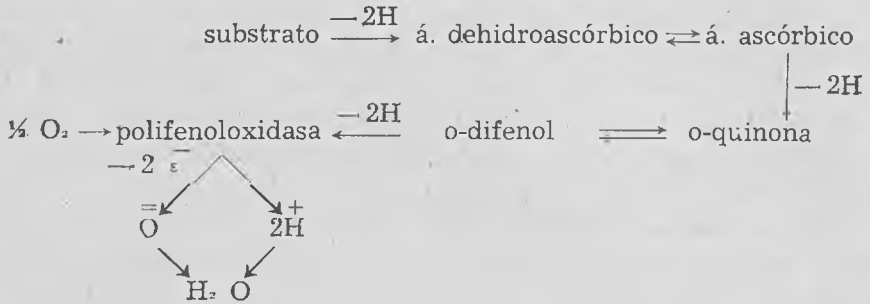 — 2H
substrato ⟶ á. dehidroascórbico ⇄ á. ascórbico
— 2H
— 2H
½ O₂ → polifenoloxidasa ⟵ o-difenol ⇄ o-quinona
— 2 ε⁻
= +
O 2H
H₂ O